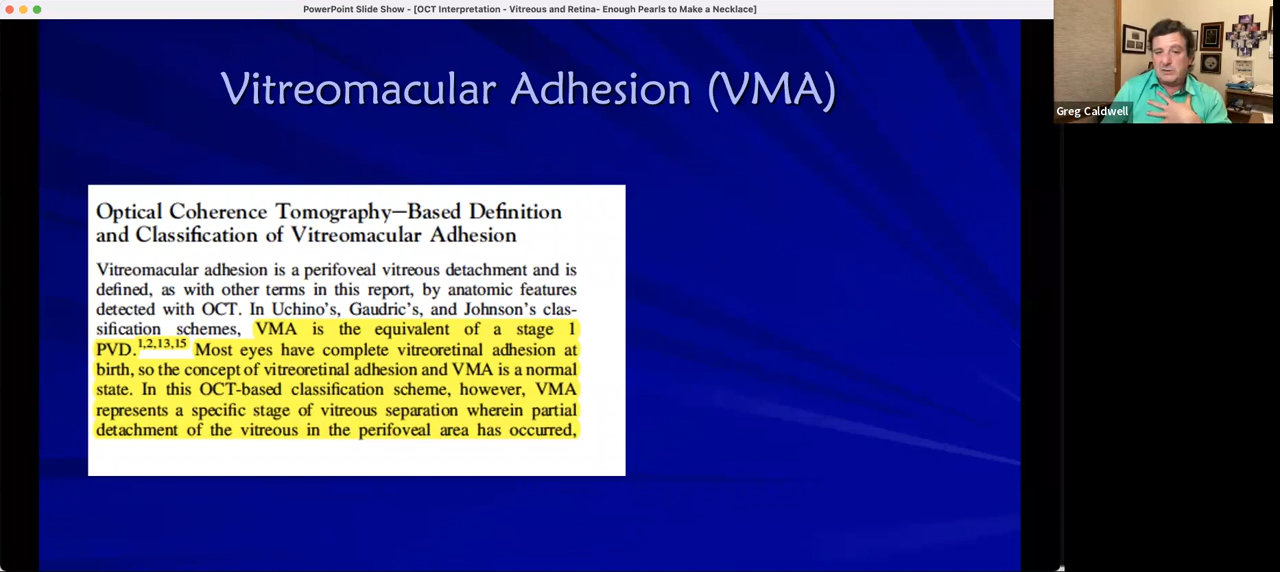 PowerPoint Slide Show - [OCT Interpretation - Vitreous and Retina- Enough Pearls to Make a Necklace]
Vitreomacular Adhesion (VMA)
Greg Caldwell
Optical Coherence Tomography–Based Definition
and Classification of Vitreomacular Adhesion
Vitreomacular adhesion is a perifoveal vitreous detachment and is
defined, as with other terms in this report, by anatomic features
detected with OCT. In Uchino's, Gaudric's, and Johnson's clas-
sification schemes, VMA is the equivalent of a stage 1
PVD.1,2,13,15 Most eyes have complete vitreoretinal adhesion at
birth, so the concept of vitreoretinal adhesion and VMA is a normal
state. In this OCT-based classification scheme, however, VMA
represents a specific stage of vitreous separation wherein partial
detachment of the vitreous in the perifoveal area has occurred,